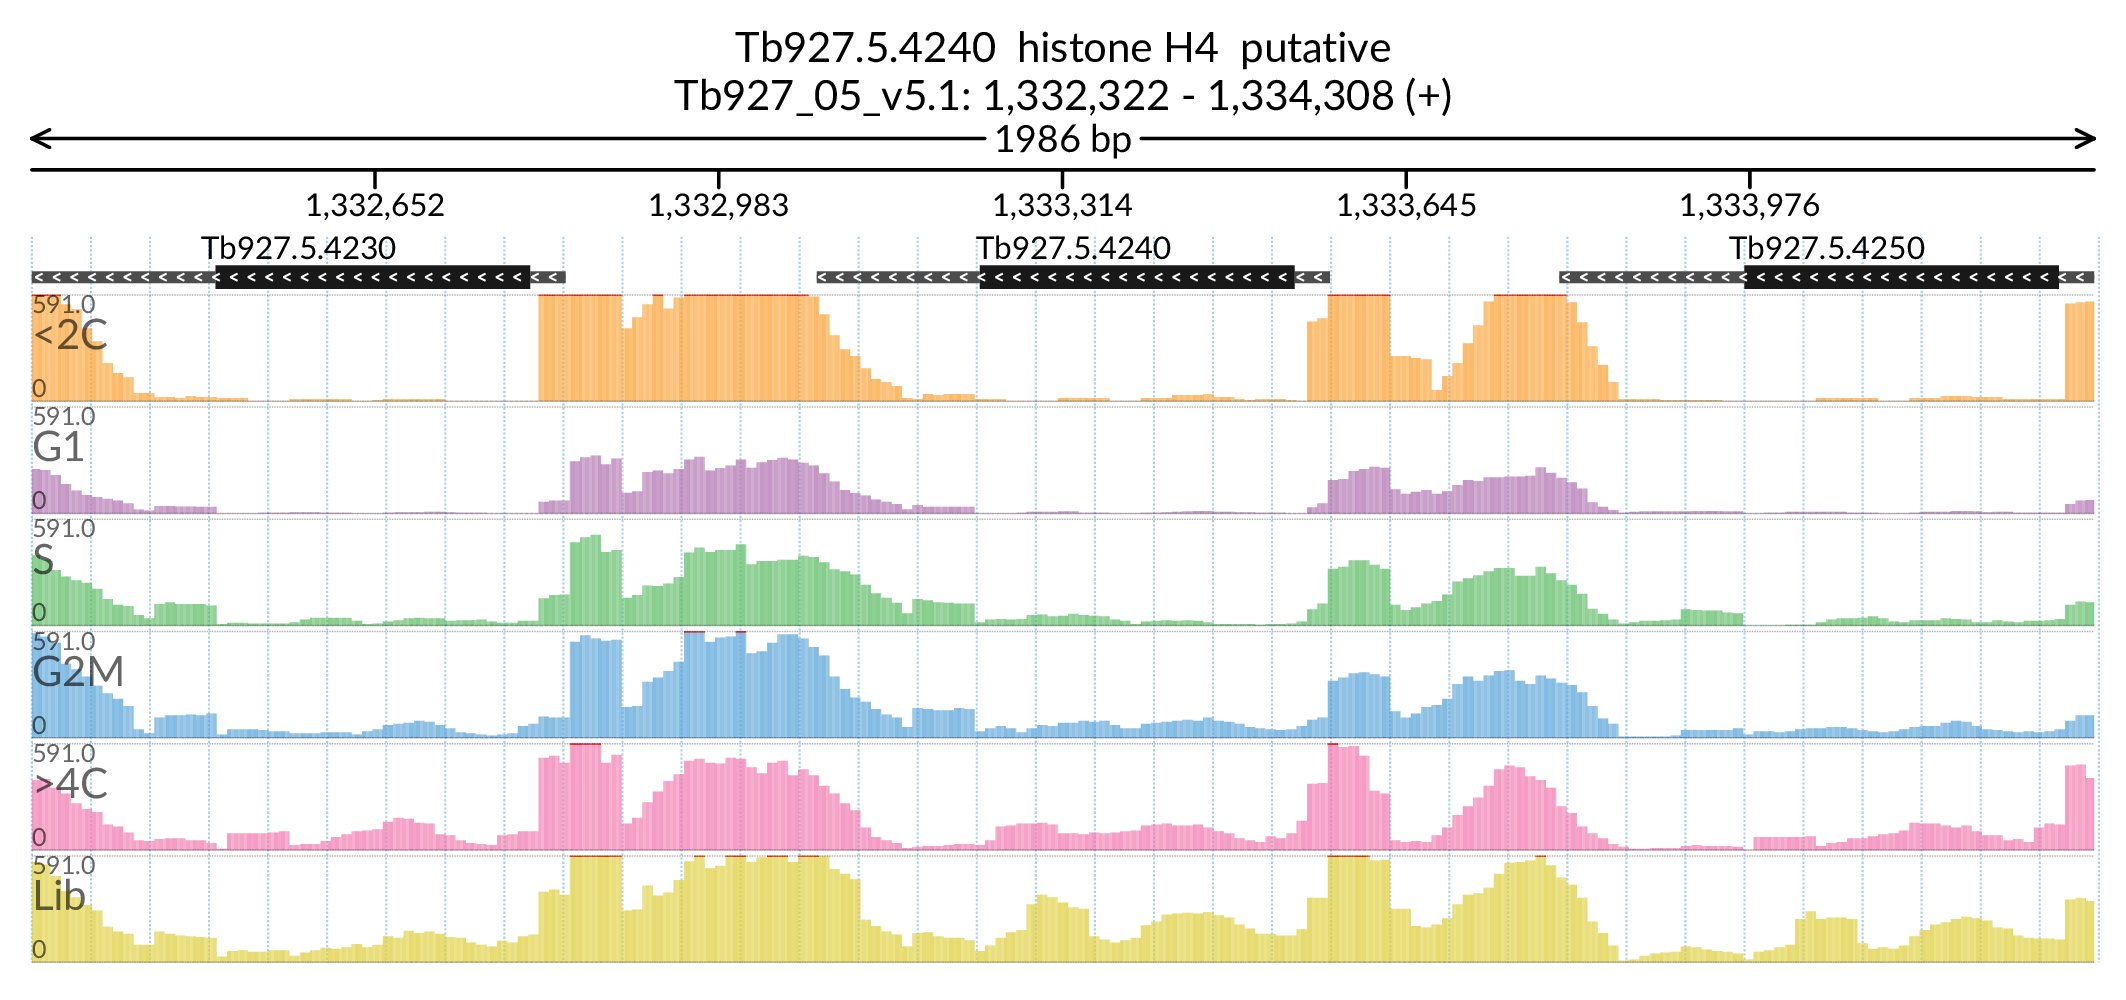 Tb927.5.4240 histone H4 putative
Tb927_05_v5.1: 1,332,322 - 1,334,308 (+)
1986 bp
1,332,652 1,332,983 1,333,314 1,333,645 1,333,976
Tb927.5.4230 Tb927.5.4240 Tb927.5.4250
591.0
<2C
0
591.0
G1
0
591.0
S
0
591.0
G2M
0
591.0
>4C
0
591.0
Lib
0